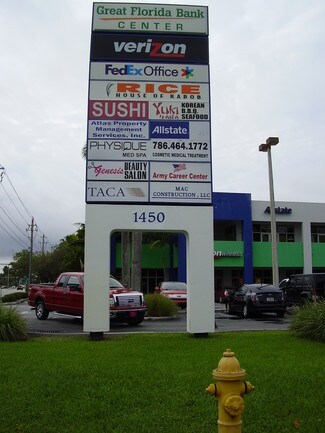 Great Florida Bank
CENTER
verizon
FedEx Office
RICE
HOUSE OF KABOB
SUSHI
Yuki
KOREAN
B.B.Q.
SEAFOOD
Atlas Property
Management
Services, Inc.
Allstate
PHYSIQUE
MED SPA
786.464.1772
COSMETIC MEDICAL TREATMENT
Genesis
BEAUTY
SALON
Army Career Center
TACA
MAC
CONSTRUCTION, LLC
1450
Allstate